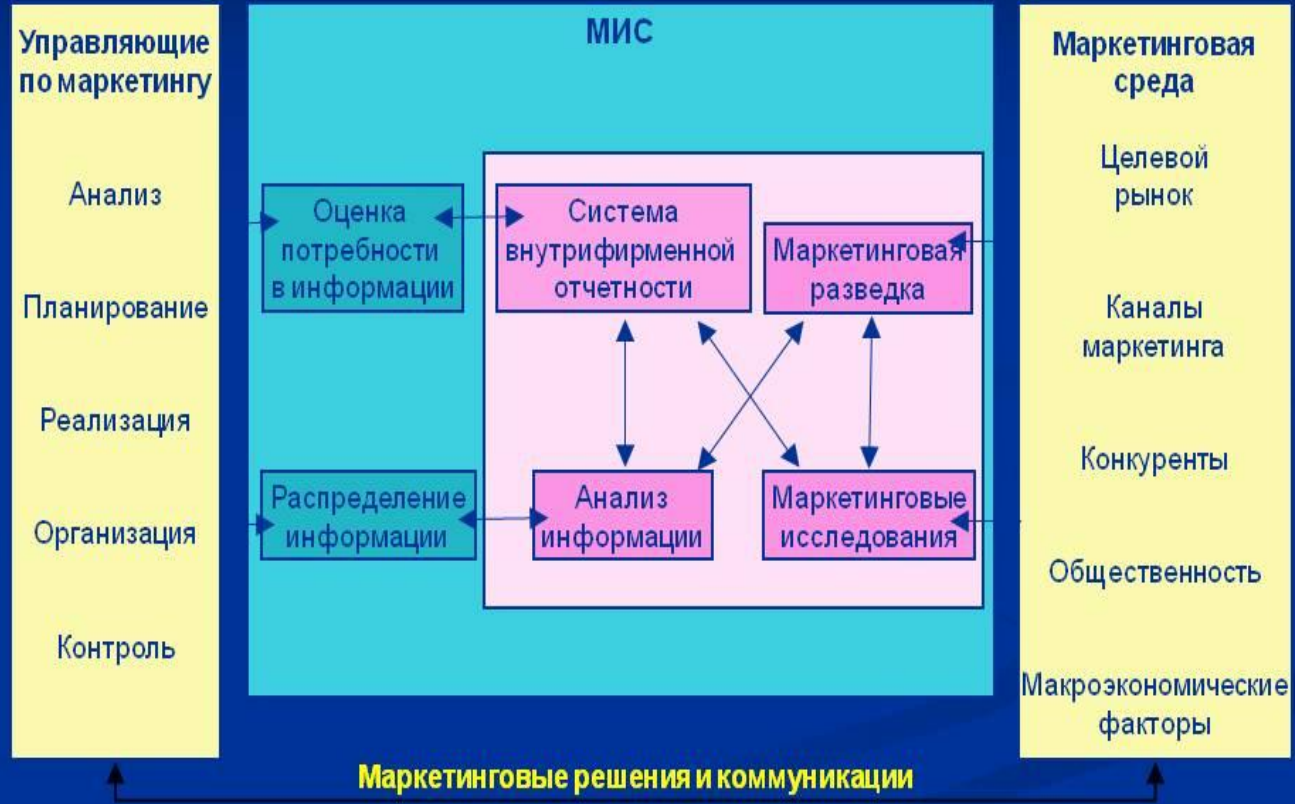 Управляющие
по маркетингу
Анализ
Планирование
Реализация
Организация
Контроль
МИС
Оценка
потребности
в информации
Система
внутрифирменной
отчетности
Маркетинговая
разведка
Распределение
информации
Анализ
информации
Маркетинговые
исследования
Маркетинговая
среда
Целевой
рынок
Каналы
маркетинга
Конкуренты
Общественность
Макроэкономические
факторы
Маркетинговые решения и коммуникации